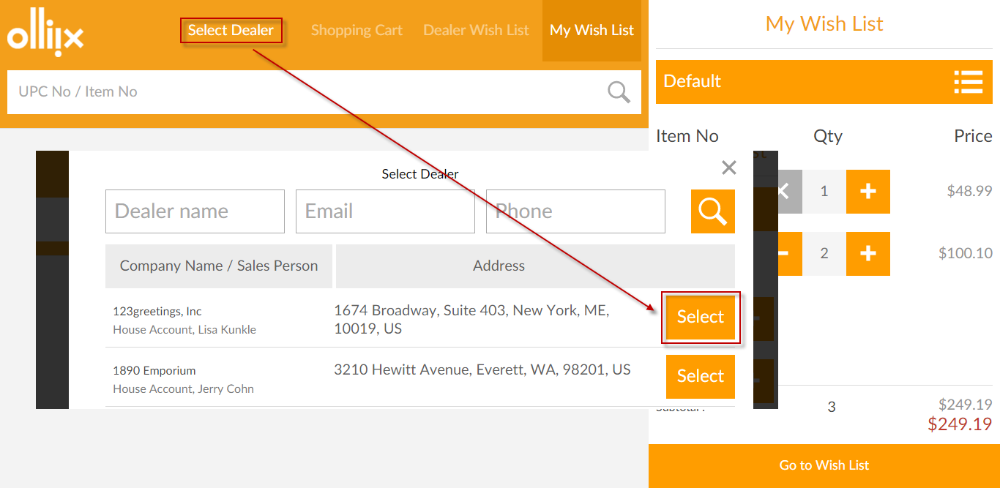 olliix
Select Dealer
Shopping Cart
Dealer Wish List
My Wish List
UPC No / Item No
My Wish List
Default
Item No
Qty
Price
1
$48.99
2
$100.10
Select Dealer
Dealer name
Email
Phone
Company Name / Sales Person
Address
123greetings, Inc
House Account, Lisa Kunkle
1674 Broadway, Suite 403, New York, ME,
10019, US
Select
1890 Emporium
House Account, Jerry Cohn
3210 Hewitt Avenue, Everett, WA, 98201, US
Select
3
$249.19
$249.19
Go to Wish List